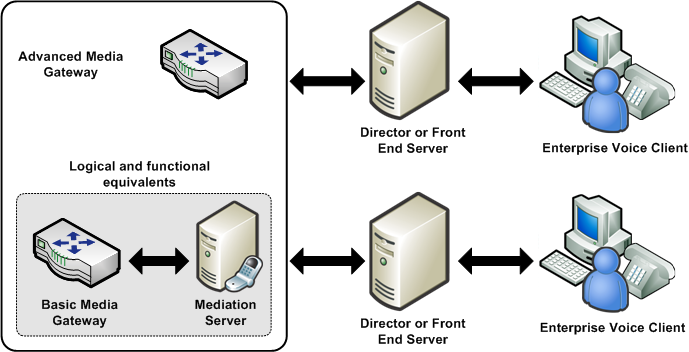 Advanced Media
Gateway
Director or Front
End Server
Enterprise Voice Client
Logical and functional
equivalents
Basic Media
Gateway
Mediation
Server
Director or Front
End Server
Enterprise Voice Client